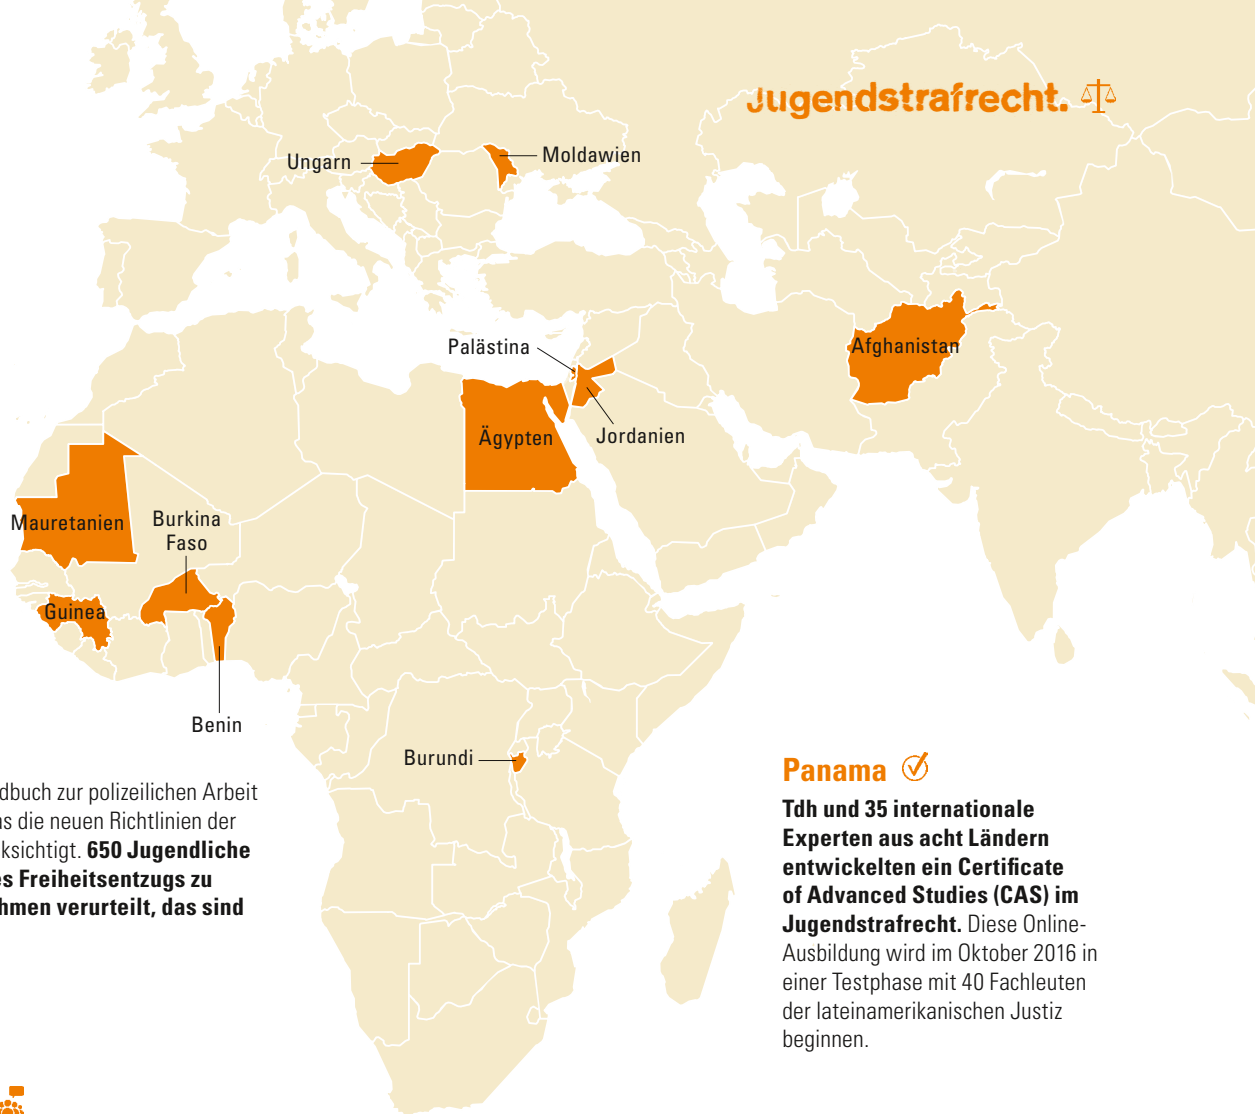 Jugendstrafrecht.
Ungarn
Moldawien
Palästina
Afghanistan
Ägypten
Jordanien
Mauretanien
Burkina
Faso
Guinea
Benin
Burundi
dbuch zur polizeilichen Arbeit
as die neuen Richtlinien der
ksichtigt. 650 Jugendliche
es Freiheitsentzugs zu
hmen verurteilt, das sind
Panama
Tdh und 35 internationale
Experten aus acht Ländern
entwickelten ein Certificate
of Advanced Studies (CAS) im
Jugendstrafrecht. Diese Online-
Ausbildung wird im Oktober 2016 in
einer Testphase mit 40 Fachleuten
der lateinamerikanischen Justiz
beginnen.